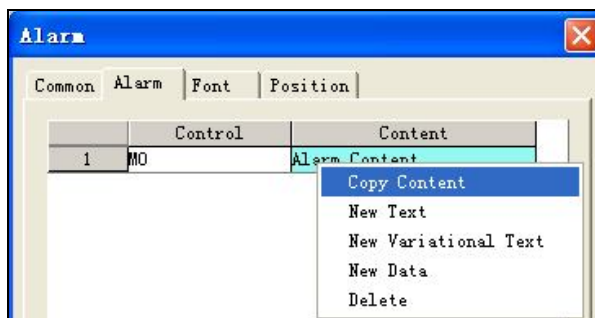 Alarm
Common Alarm Font Position
Control Content
1 M0 Alarm Content
Copy Content
New Text
New Variational Text
New Data
Delete